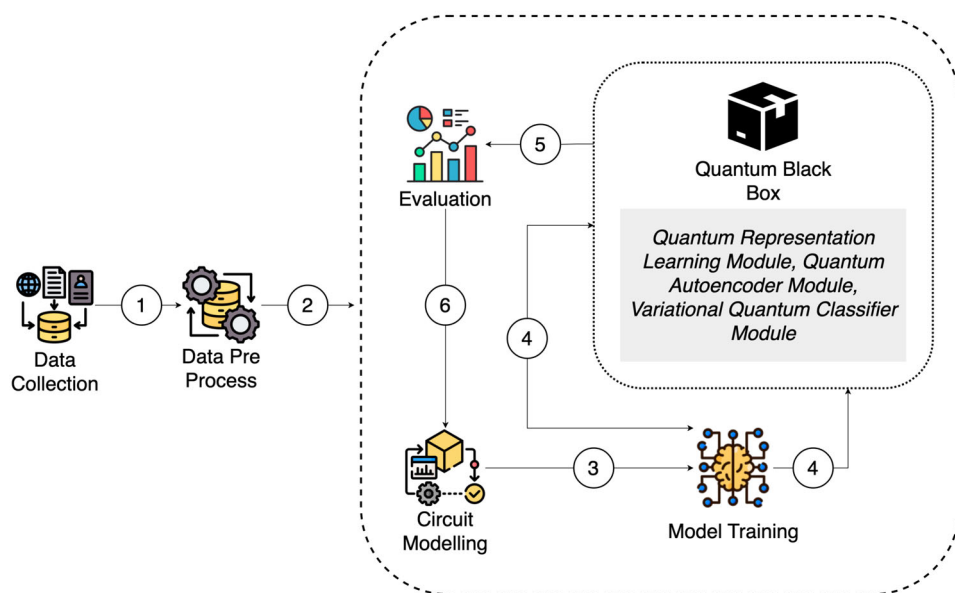 Data
Collection
1
Data Pre
Process
2
Evaluation
5
Quantum Black
Box
Quantum Representation
Learning Module, Quantum
Autoencoder Module,
Variational Quantum Classifier
Module
6
4
Circuit
Modelling
3
Model Training
4